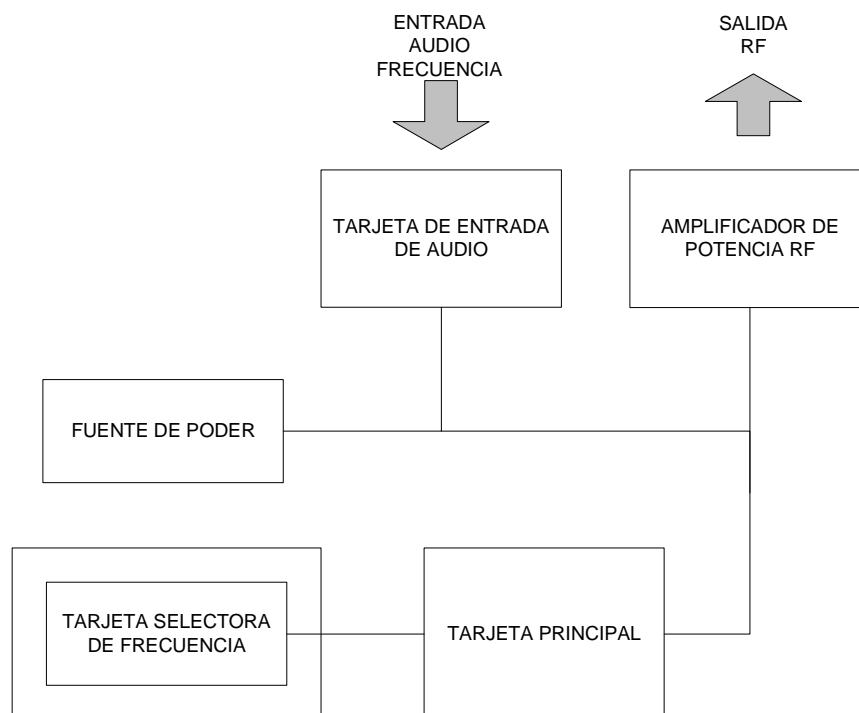 ENTRADA
AUDIO
FRECUENCIA
SALIDA
RF
TARJETA DE ENTRADA
DE AUDIO
AMPLIFICADOR DE
POTENCIA RF
FUENTE DE PODER
TARJETA SELECTORA
DE FRECUENCIA
TARJETA PRINCIPAL